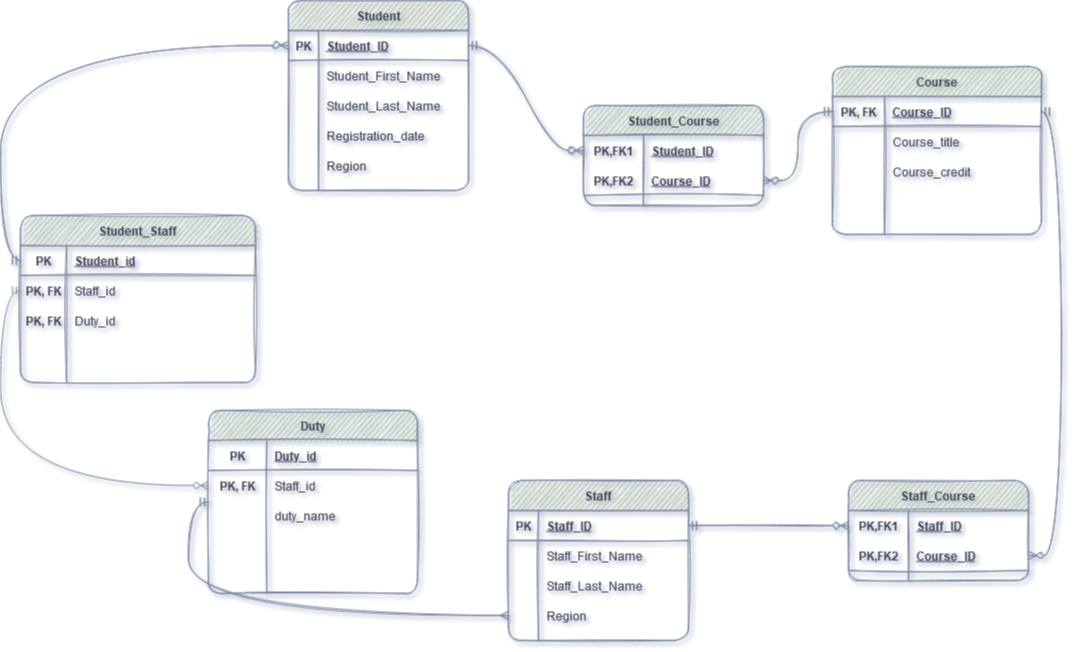 Student
PK Student_ID
Student_First_Name
Student_Last_Name
Registration_date
Region
Student_Course
PK,FK1 Student_ID
PK,FK2 Course_ID
Course
PK, FK Course_ID
Course_title
Course_credit
Student_Staff
PK Student_id
PK, FK Staff_id
PK, FK Duty_id
Duty
PK Duty_id
PK, FK Staff_id
duty_name
Staff
PK Staff_ID
Staff_First_Name
Staff_Last_Name
Region
Staff_Course
PK,FK1 Staff_ID
PK,FK2 Course_ID